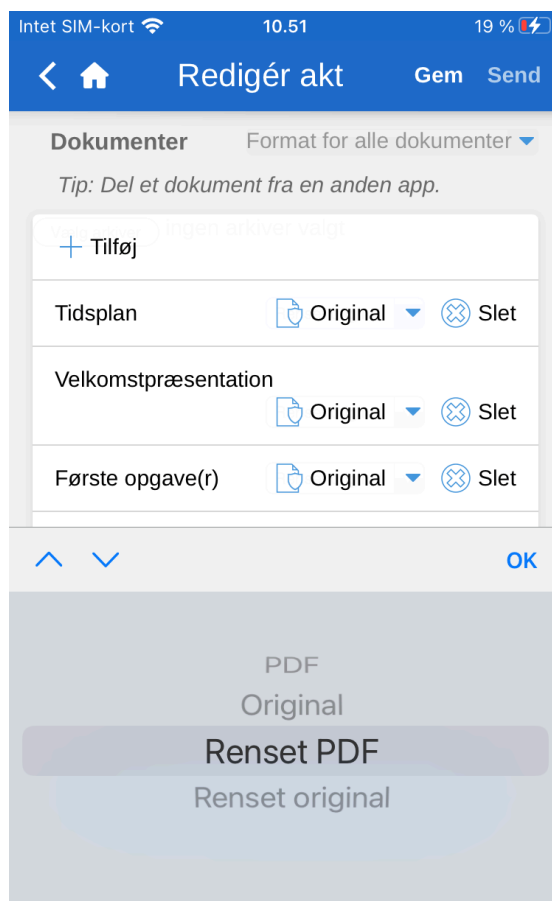 Intet SIM-kort 10.51 19 %
Redigér akt Gem Send
Dokumenter Format for alle dokumenter
Tip: Del et dokument fra en anden app.
ingen arkiver valgt
Tilføj
Tidsplan Original Slet
Velkomstpræsentation
Original Slet
Første opgave(r) Original Slet
OK
PDF
Original
Renset PDF
Renset original